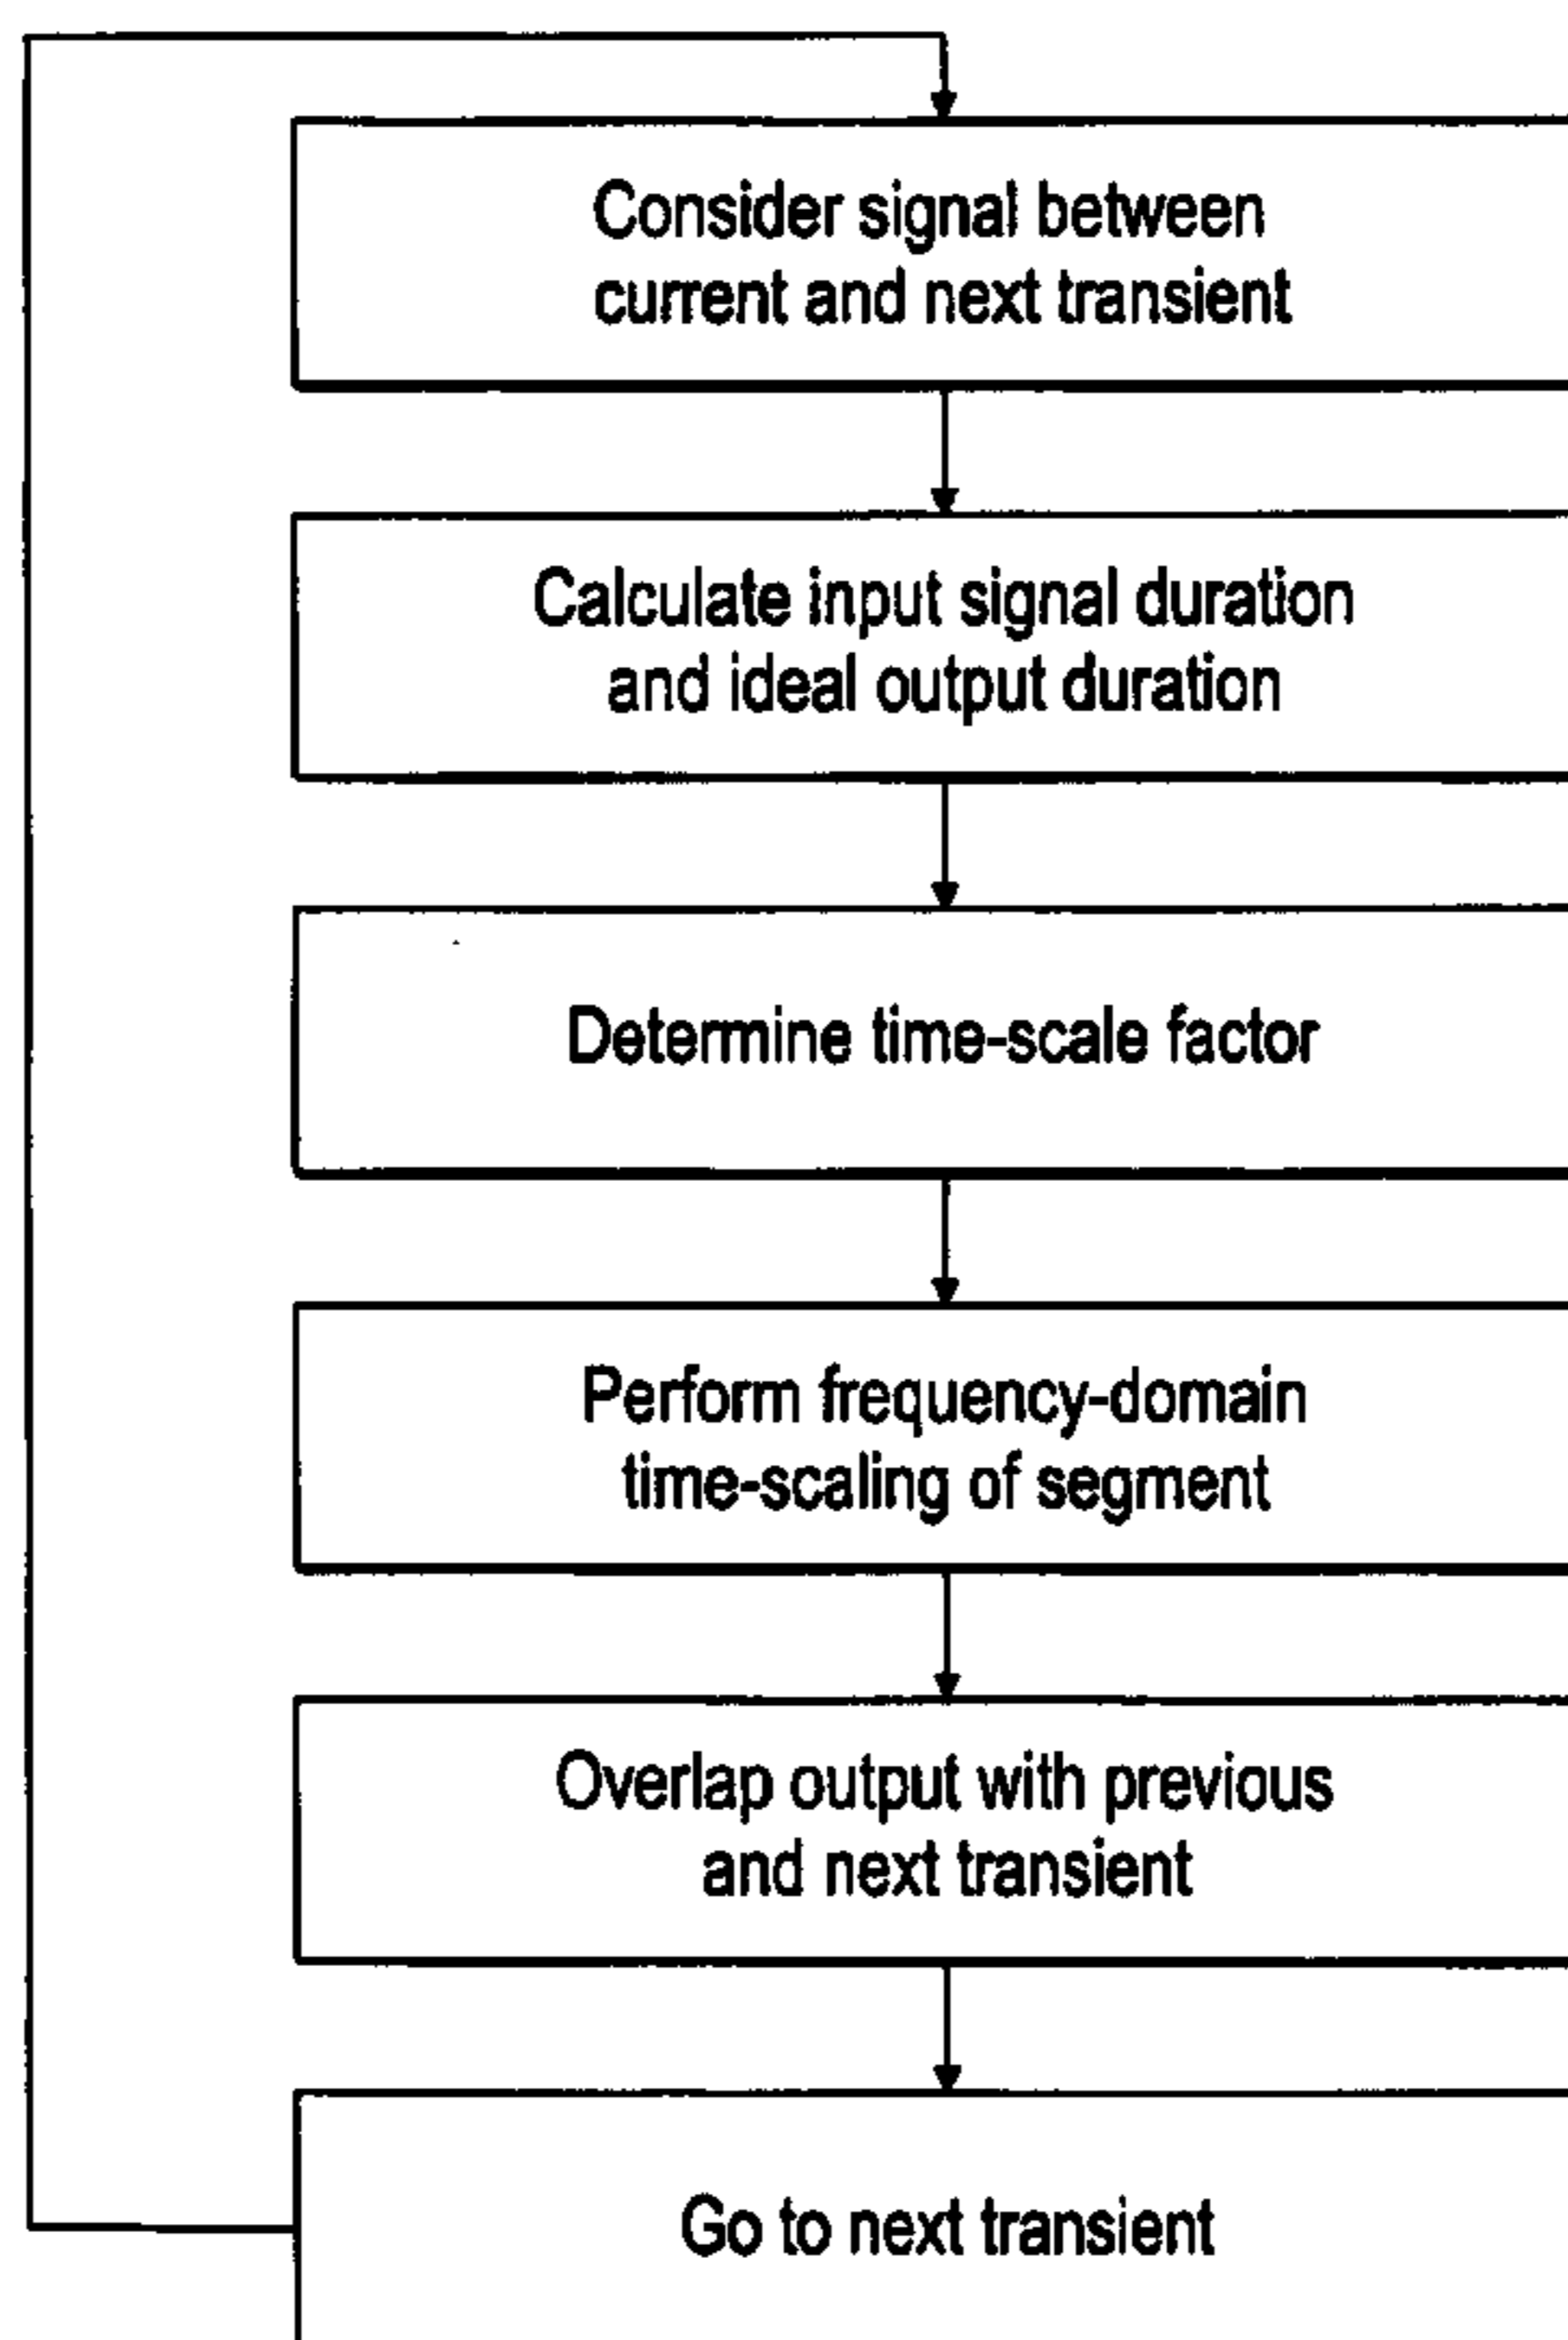 Consider signal between
current and next transient
Calculate input signal duration
and ideal output duration
Determine time-scale factor
Perform frequency-domain
time-scaling of segment
Overlap output with previous
and next transient
Go to next transient